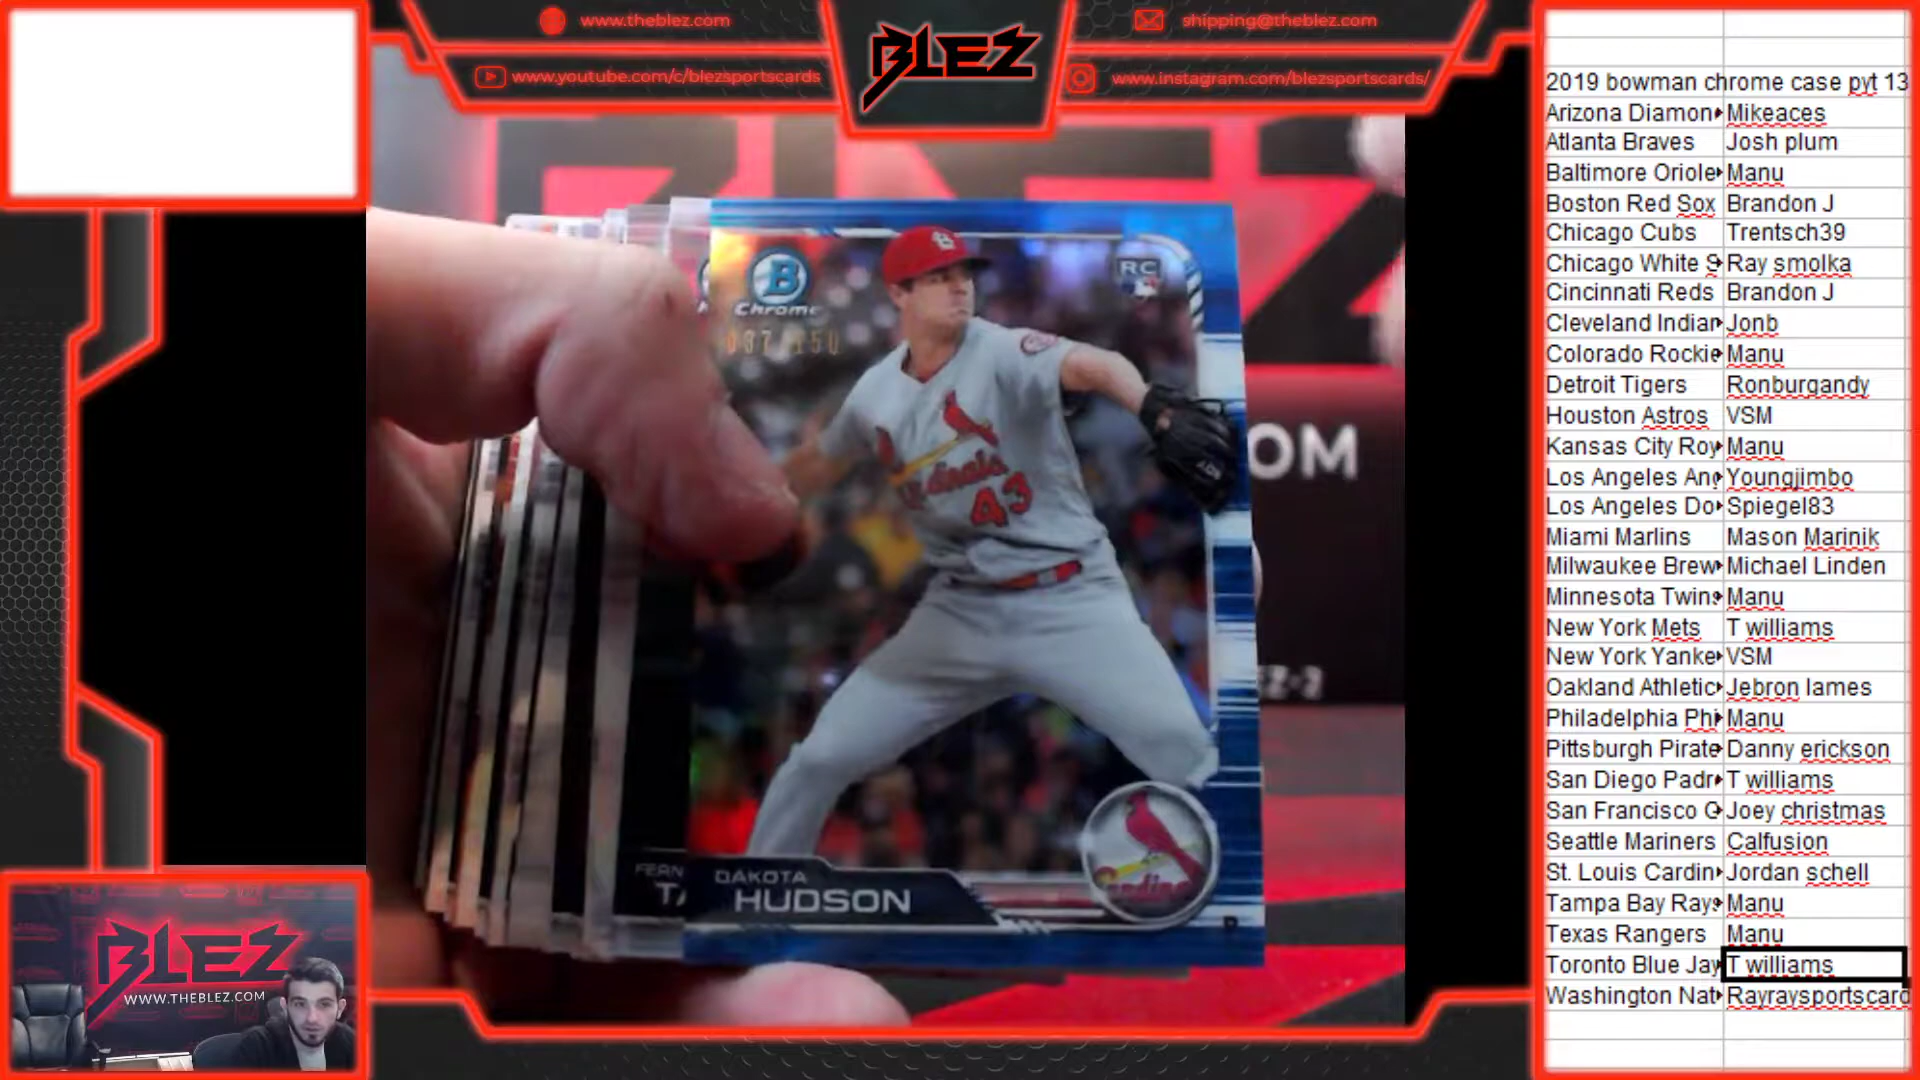 www.theblez.com
shipping@theblez.com
BLEZ
www.youtube.com/c/blezsportscards
www.instagram.com/blezsportscards/
2019 bowman chrome case pyt 13
Arizona Diamon Mikeaces
Atlanta Braves Josh plum
Baltimore Oriole Manu
Boston Red Sox Brandon J
Chicago Cubs Trentsch39
Chicago White S Ray smolka
Cincinnati Reds Brandon J
Cleveland Indian Jonb
Colorado Rockie Manu
Detroit Tigers Ronburgandy
Houston Astros VSM
Kansas City Roy Manu
Los Angeles Ang Youngjimbo
Los Angeles Do Spiegel83
Miami Marlins Mason Marinik
Milwaukee Brew Michael Linden
Minnesota Twins Manu
New York Mets T williams
New York Yanke VSM
Oakland Athletic Jebron lames
Philadelphia Phi Manu
Pittsburgh Pirate Danny erickson
San Diego Padr T williams
San Francisco G Joey christmas
Seattle Mariners Calfusion
St. Louis Cardin Jordan schell
Tampa Bay Rays Manu
Texas Rangers Manu
Toronto Blue Jay T williams
Washington Nat Rayraysportscard
B
Chrome
RC
Cardinals
43
OM
EZ-2
FERN
DAKOTA
HUDSON
Cardinals
BLEZ
WWW.THEBLEZ.COM